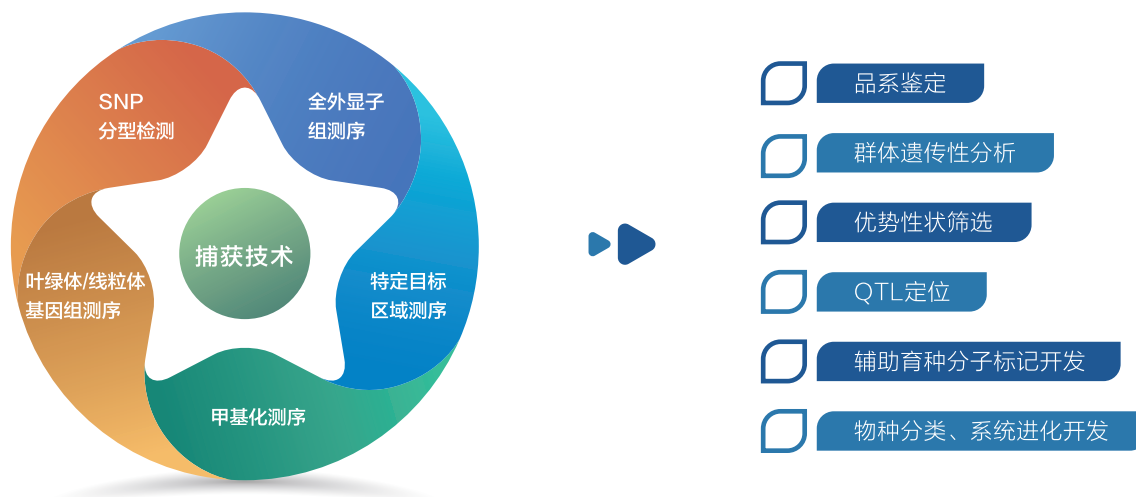 SNP
分型检测
全外显子
组测序
捕获技术
叶绿体/线粒体
基因组测序
特定目标
区域测序
甲基化测序
品系鉴定
群体遗传性分析
优势性状筛选
QTL定位
辅助育种分子标记开发
物种分类、系统进化开发